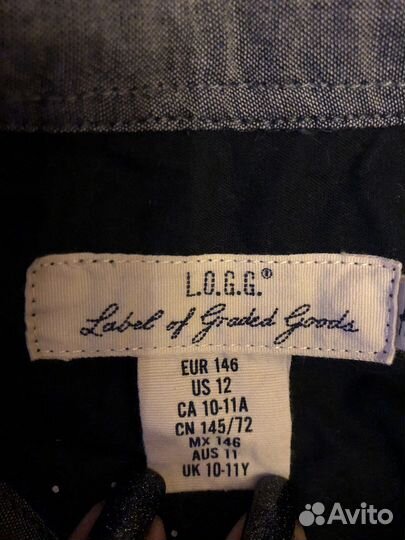 L.O.G.G.®
Label of Graded Goods
EUR 146
US 12
CA 10-11A
CN 145/72
MX 146
AUS 11
UK 10-11Y
Avito